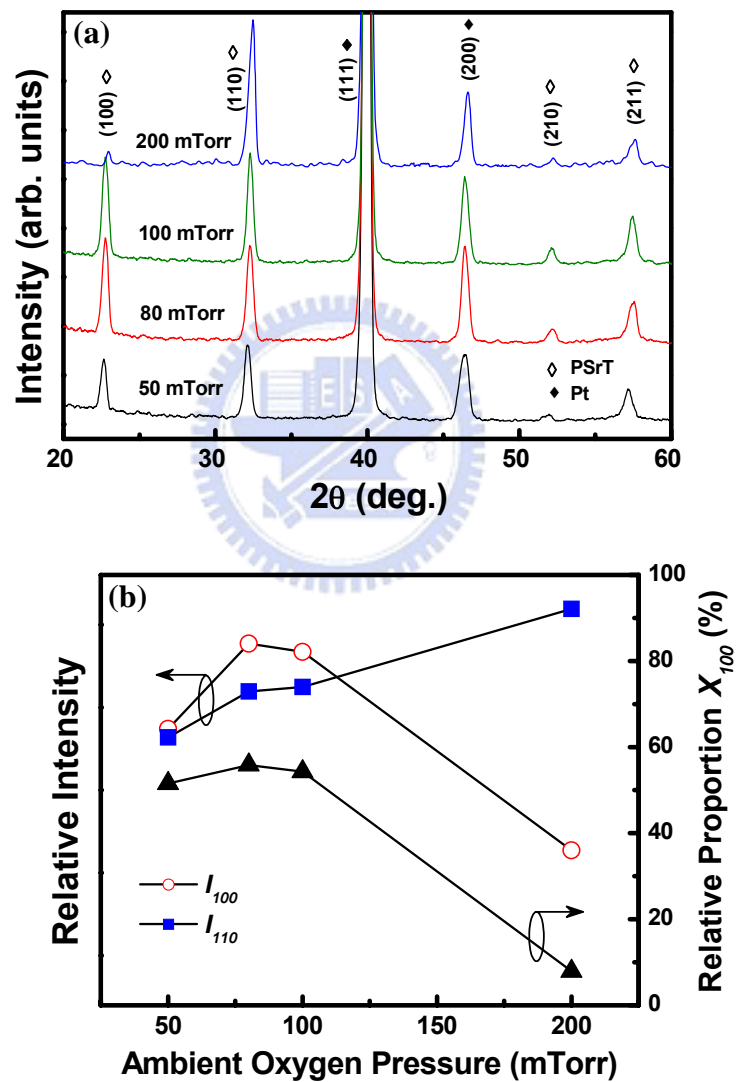 (a)
Intensity (arb. units)
(100) ◇
(110) ◇
(111) ◆
(200) ◆
(210) ◇
(211) ◇
200 mTorr
100 mTorr
80 mTorr
50 mTorr
◇ PSrT
◆ Pt
E S A
20 30 40 50 60
2θ (deg.)
(b)
Relative Intensity
I100
I110
100
80
60
40
20
0
Relative Proportion X100 (%)
50 100 150 200
Ambient Oxygen Pressure (mTorr)